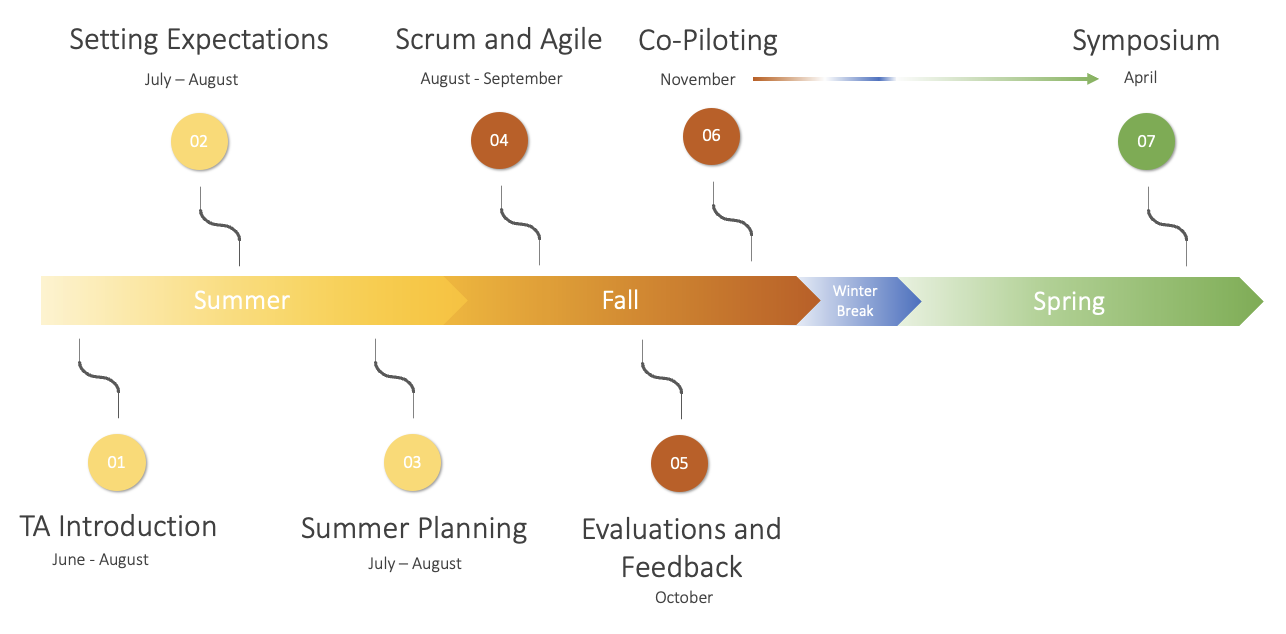 Setting Expectations
July – August
02
Scrum and Agile
August - September
04
Co-Piloting
November
06
Symposium
April
07
Summer
Fall
Winter
Break
Spring
01
TA Introduction
June - August
03
Summer Planning
July – August
05
Evaluations and
Feedback
October